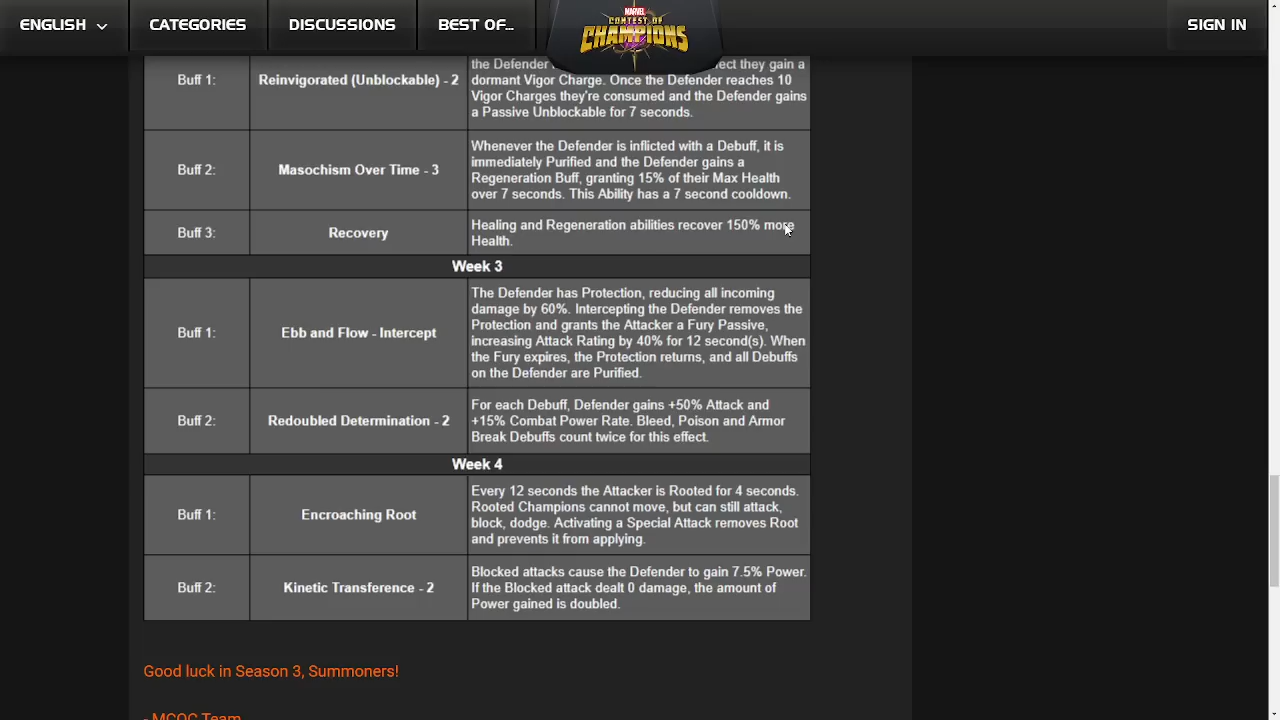 ENGLISH
CATEGORIES
DISCUSSIONS
BEST OF...
MARVEL
CONTEST OF
CHAMPIONS
SIGN IN
Buff 1:
Reinvigorated (Unblockable) - 2
the Defender they gain a
dormant Vigor Charge. Once the Defender reaches 10
Vigor Charges they're consumed and the Defender gains
a Passive Unblockable for 7 seconds.
Buff 2:
Masochism Over Time - 3
Whenever the Defender is inflicted with a Debuff, it is
immediately Purified and the Defender gains a
Regeneration Buff, granting 15% of their Max Health
over 7 seconds. This Ability has a 7 second cooldown.
Buff 3:
Recovery
Healing and Regeneration abilities recover 150% more
Health.
Week 3
Buff 1:
Ebb and Flow - Intercept
The Defender has Protection, reducing all incoming
damage by 60%. Intercepting the Defender removes the
Protection and grants the Attacker a Fury Passive,
increasing Attack Rating by 40% for 12 second(s). When
the Fury expires, the Protection returns, and all Debuffs
on the Defender are Purified.
Buff 2:
Redoubled Determination - 2
For each Debuff, Defender gains +50% Attack and
+15% Combat Power Rate. Bleed, Poison and Armor
Break Debuffs count twice for this effect.
Week 4
Buff 1:
Encroaching Root
Every 12 seconds the Attacker is Rooted for 4 seconds.
Rooted Champions cannot move, but can still attack,
block, dodge. Activating a Special Attack removes Root
and prevents it from applying.
Buff 2:
Kinetic Transference - 2
Blocked attacks cause the Defender to gain 7.5% Power.
If the Blocked attack dealt 0 damage, the amount of
Power gained is doubled.
Good luck in Season 3, Summoners!
- MCOC Team